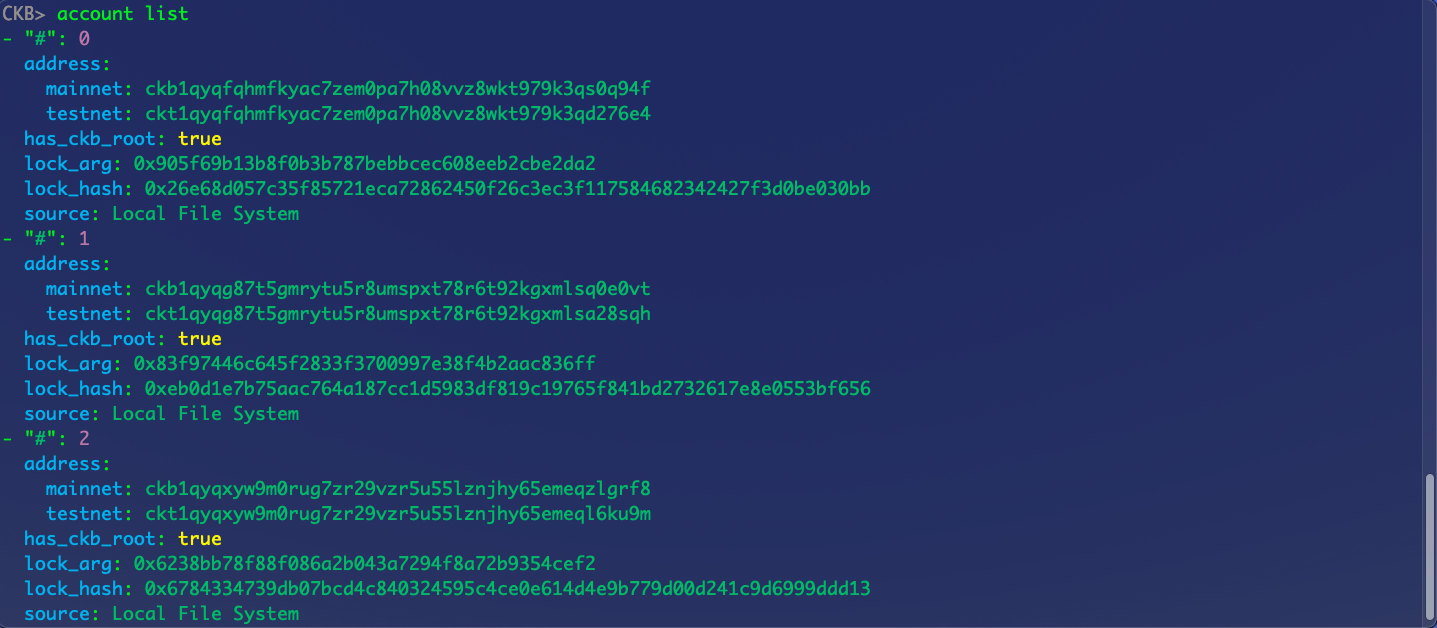 CKB> account list
- "#": 0
  address:
    mainnet: ckb1qyqfqhmfkyac7zem0pa7h08vvz8wkt979k3qs0q94f
    testnet: ckt1qyqfqhmfkyac7zem0pa7h08vvz8wkt979k3qd276e4
  has_ckb_root: true
  lock_arg: 0x905f69b13b8f0b3b787bebbcec608eeb2cbe2da2
  lock_hash: 0x26e68d057c35f85721eca72862450f26c3ec3f117584682342427f3d0be030bb
  source: Local File System
- "#": 1
  address:
    mainnet: ckb1qyqg87t5gmrytu5r8umspxt78r6t92kgxmlsq0e0vt
    testnet: ckt1qyqg87t5gmrytu5r8umspxt78r6t92kgxmlsa28sqh
  has_ckb_root: true
  lock_arg: 0x83f97446c645f2833f3700997e38f4b2aac836ff
  lock_hash: 0xeb0d1e7b75aac764a187cc1d5983df819c19765f841bd2732617e8e0553bf656
  source: Local File System
- "#": 2
  address:
    mainnet: ckb1qyqxyw9m0rug7zr29vzr5u55lznjhy65emeqzlgrf8
    testnet: ckt1qyqxyw9m0rug7zr29vzr5u55lznjhy65emeql6ku9m
  has_ckb_root: true
  lock_arg: 0x6238bb78f88f086a2b043a7294f8a72b9354cef2
  lock_hash: 0x6784334739db07bcd4c840324595c4ce0e614d4e9b779d00d241c9d6999ddd13
  source: Local File System